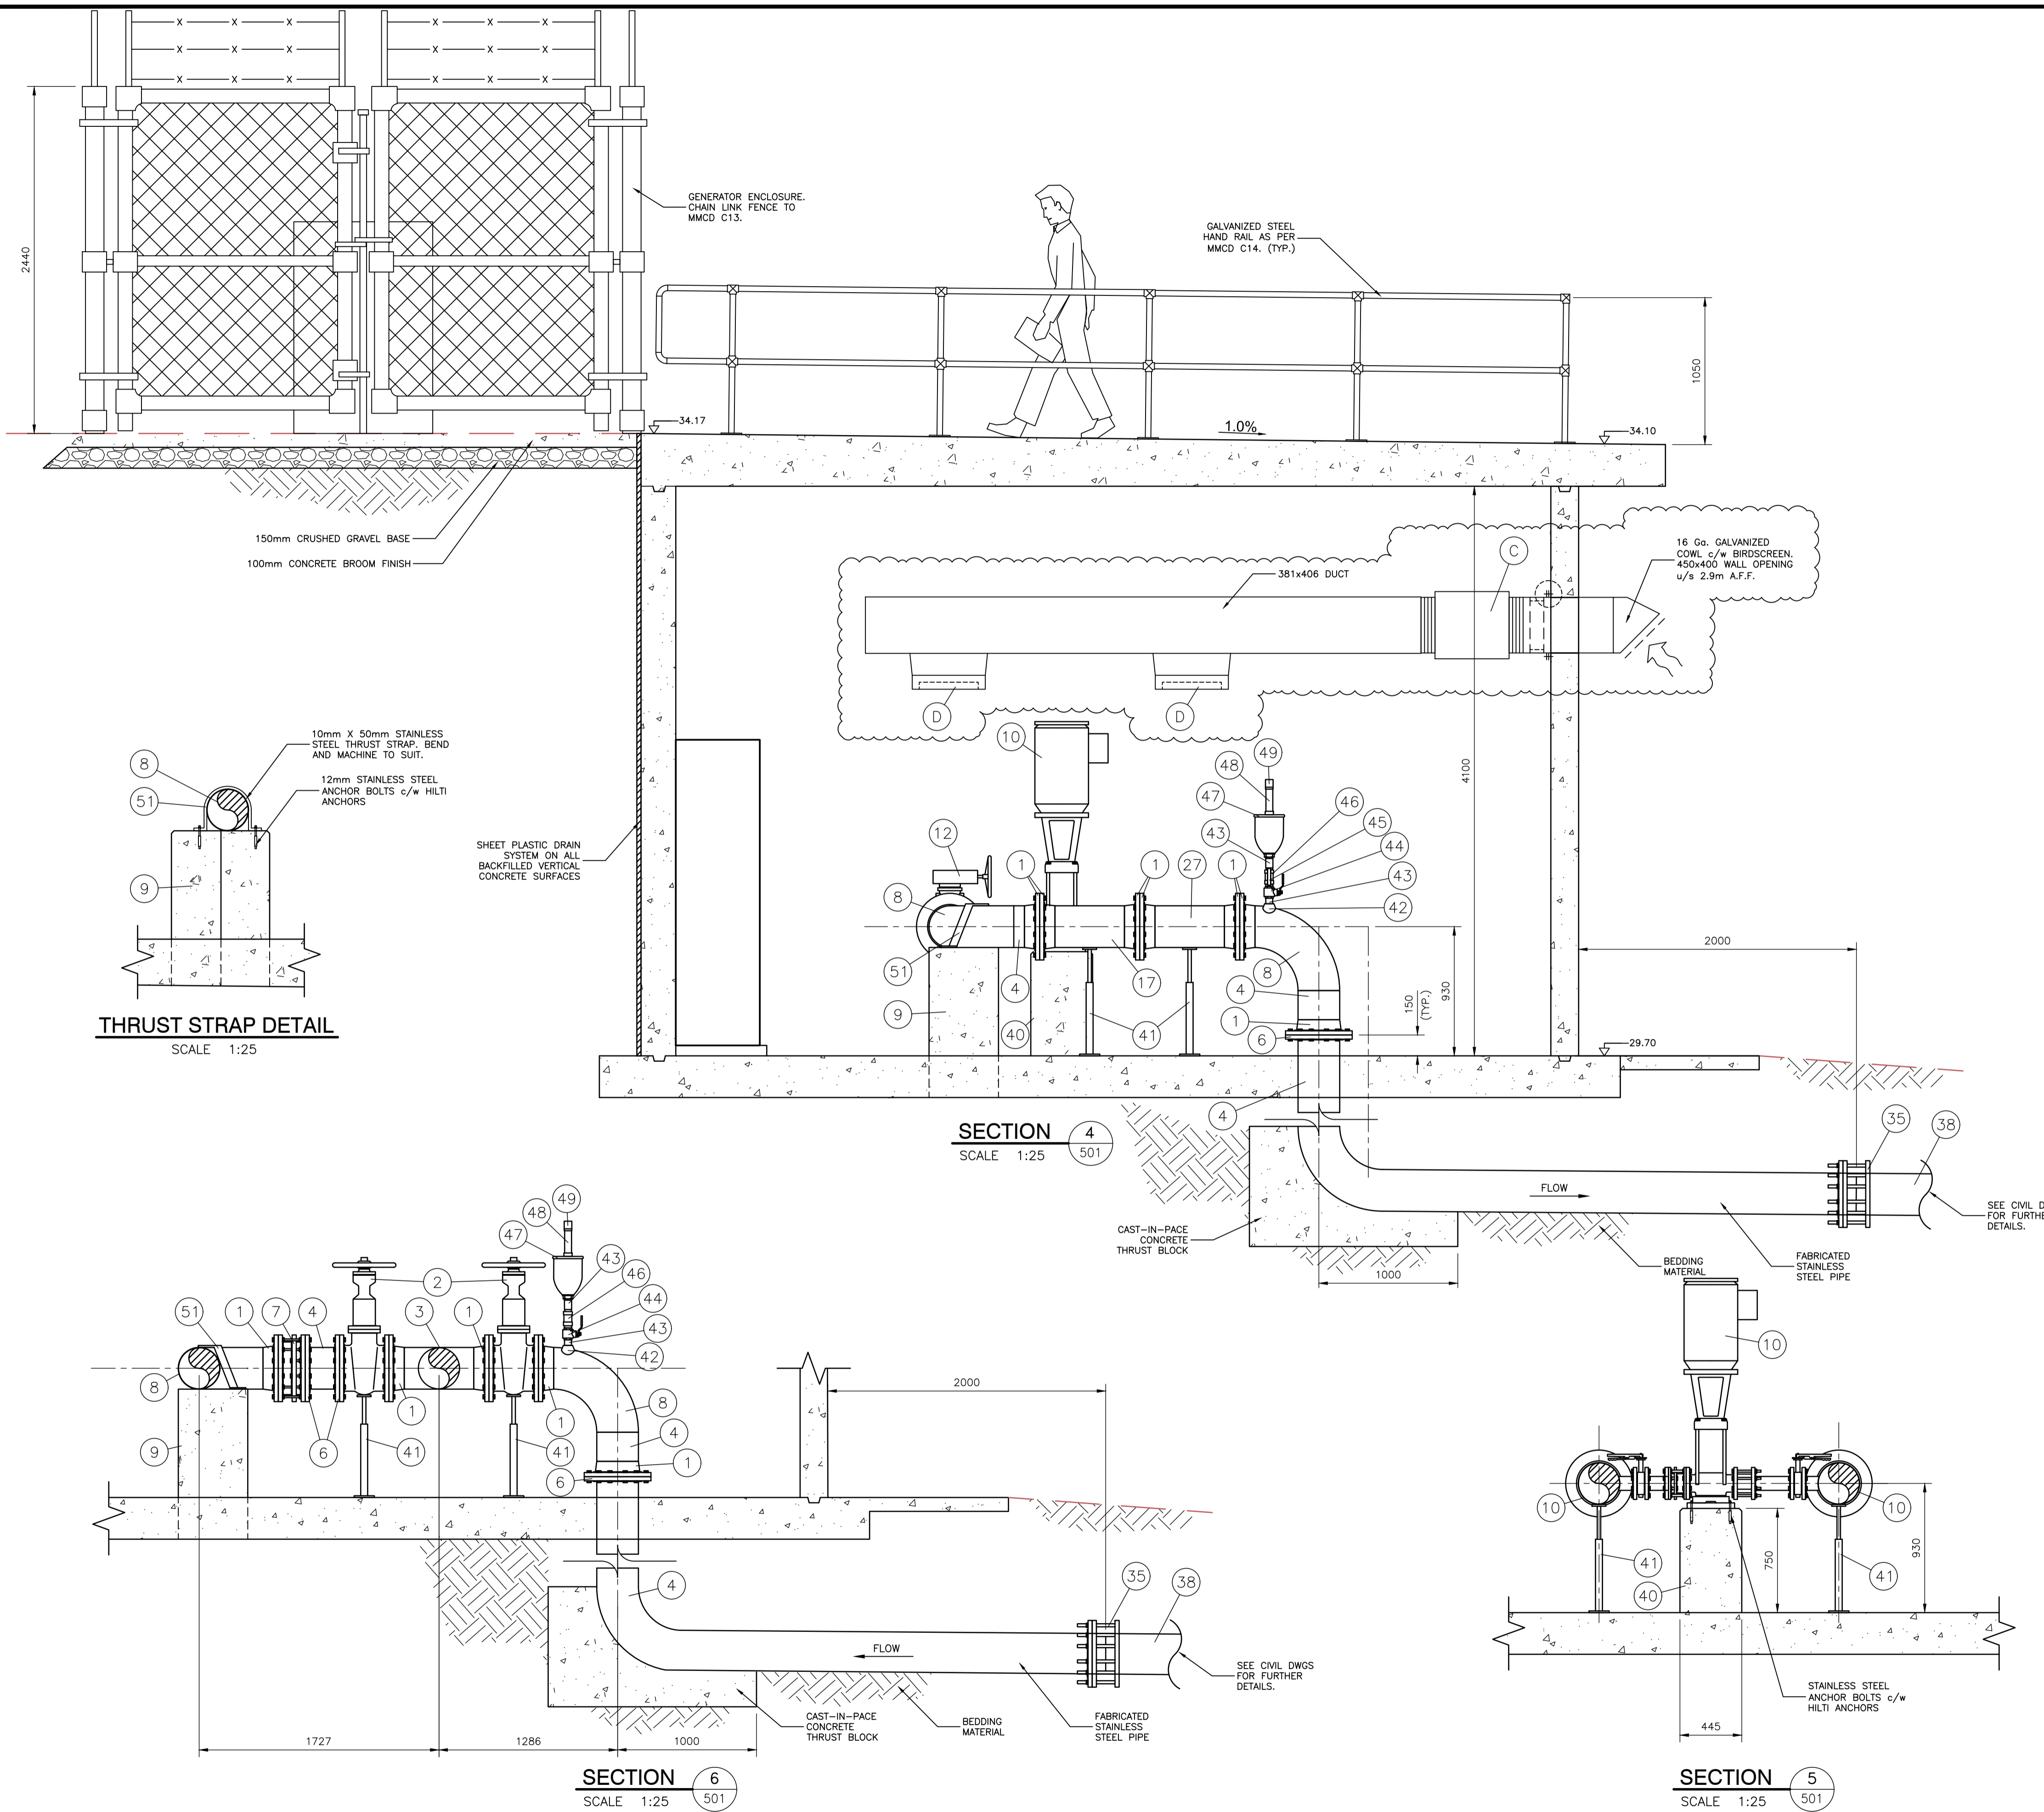 X X X
X X X
X X X
X X X
X X X
X X X
2440
GENERATOR ENCLOSURE.
CHAIN LINK FENCE TO
MMCD C13.
GALVANIZED STEEL
HAND RAIL AS PER
MMCD C14. (TYP.)
1050
34.17
1.0%
34.10
150mm CRUSHED GRAVEL BASE
100mm CONCRETE BROOM FINISH
C
16 Ga. GALVANIZED
COWL c/w BIRDSCREEN.
450x400 WALL OPENING
u/s 2.9m A.F.F.
381x406 DUCT
D
D
4100
10mm X 50mm STAINLESS
STEEL THRUST STRAP. BEND
AND MACHINE TO SUIT.
12mm STAINLESS STEEL
ANCHOR BOLTS c/w HILTI
ANCHORS
8
51
9
THRUST STRAP DETAIL
SCALE 1:25
SHEET PLASTIC DRAIN
SYSTEM ON ALL
BACKFILLED VERTICAL
CONCRETE SURFACES
10
49
48
47
46
45
43
44
43
42
12
1
1
27
1
8
51
4
17
8
4
9
40
41
1
6
150
(TYP.)
930
2000
29.70
4
SECTION 4
501
SCALE 1:25
35
38
FLOW
SEE CIVIL D
FOR FURTHE
DETAILS.
CAST-IN-PACE
CONCRETE
THRUST BLOCK
1000
BEDDING
MATERIAL
FABRICATED
STAINLESS
STEEL PIPE
49
48
47
43
46
44
43
42
2
51
1
7
4
3
1
8
9
6
1
41
41
1
8
4
1
6
2000
4
35
38
FLOW
SEE CIVIL DWGS
FOR FURTHER
DETAILS.
CAST-IN-PACE
CONCRETE
THRUST BLOCK
BEDDING
MATERIAL
FABRICATED
STAINLESS
STEEL PIPE
1727
1286
1000
SECTION 6
501
SCALE 1:25
10
10
10
41
41
40
750
930
STAINLESS STEEL
ANCHOR BOLTS c/w
HILTI ANCHORS
445
SECTION 5
501
SCALE 1:25